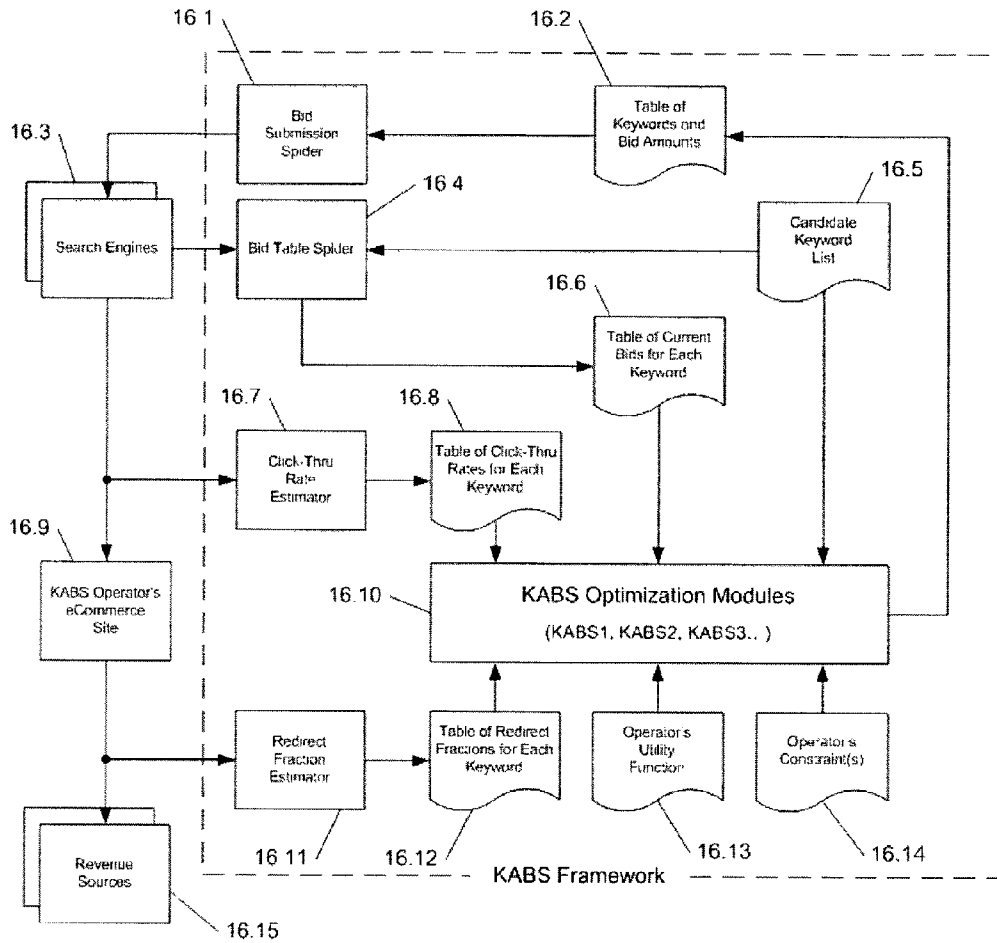 16 1
16.2
Bid
Submission
Spider
Table of
Keywords and
Bid Amounts
16.3
16 4
16.5
Search Engines
Bid Table Spider
Candidate
Keyword
List
16.6
Table of Current
Bids for Each
Keyword
16.7
16.8
Click-Thru
Rate
Estimator
Table of Click-Thru
Rates for Each
Keyword
16.9
KABS Operator's
eCommerce
Site
16.10
KABS Optimization Modules
(KABS1, KABS2, KABS3.. )
Redirect
Fraction
Estimator
Table of Redirect
Fractions for Each
Keyword
Operator's
Utility
Function
Operator's
Constraint(s)
Revenue
Sources
16 11
16.12
16.13
16.14
KABS Framework
16.15